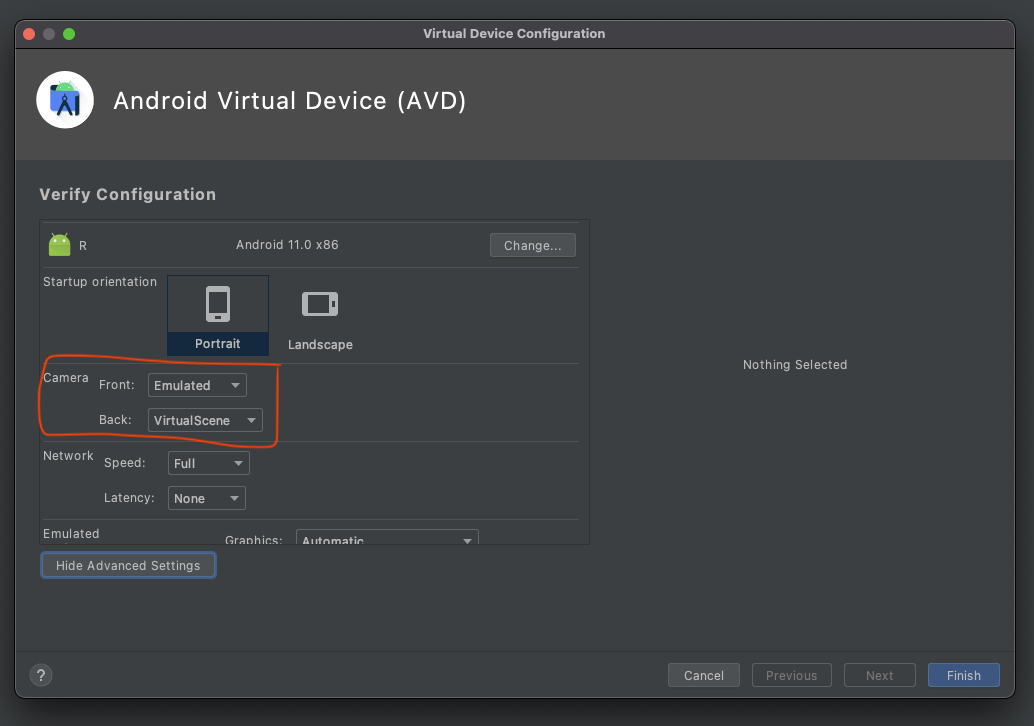 Virtual Device Configuration
Android Virtual Device (AVD)
Verify Configuration
R Android 11.0 x86 Change...
Startup orientation
Portrait
Landscape
Nothing Selected
Camera Front: Emulated
Back: VirtualScene
Network Speed: Full
Latency: None
Emulated Graphics: Automatic
Hide Advanced Settings
? Cancel Previous Next Finish